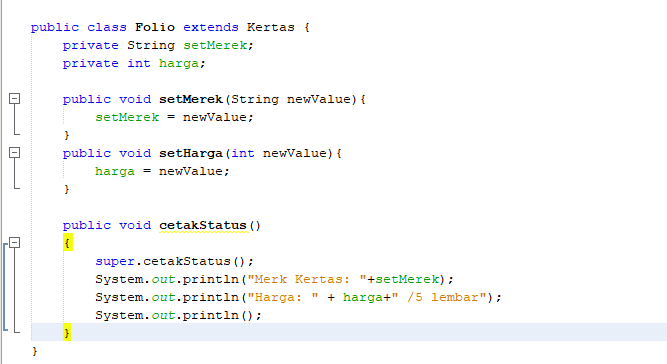 public class Folio extends Kertas {
    private String setMerek;
    private int harga;

    public void setMerek(String newValue){
        setMerek = newValue;
    }
    public void setHarga(int newValue){
        harga = newValue;
    }

    public void cetakStatus()
    {
        super.cetakStatus();
        System.out.println("Merk Kertas: "+setMerek);
        System.out.println("Harga: " + harga+" /5 lembar");
        System.out.println();
    }
}